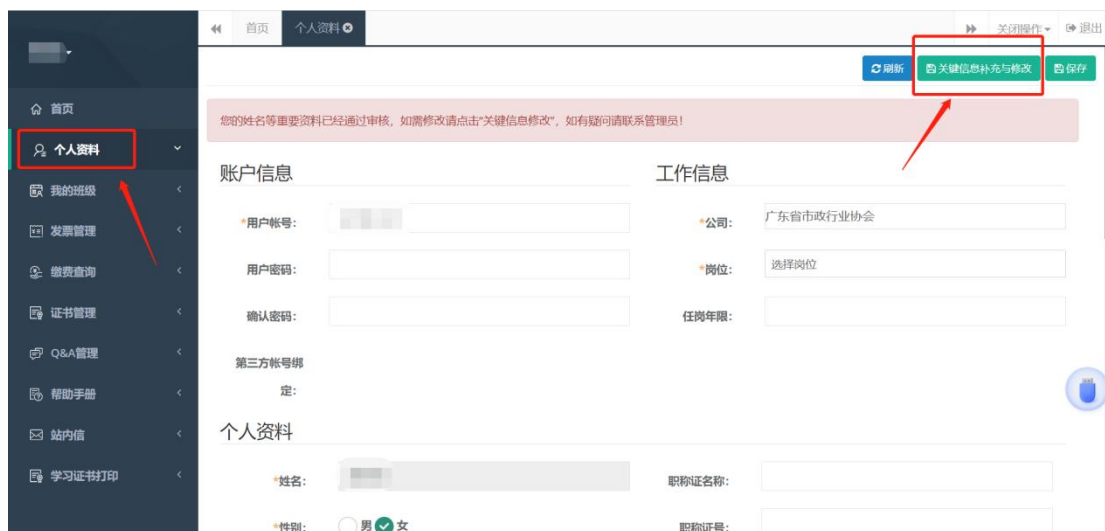 首页 个人资料 关闭操作 退出
刷新 关键信息补充与修改 保存
首页
个人资料
我的班级
发票管理
缴费查询
证书管理
Q&A管理
帮助手册
站内信
学习证书打印
您的姓名等重要资料已经通过审核，如需修改请点击“关键信息修改”，如有疑问请联系管理员！
账户信息
*用户帐号：
用户密码：
确认密码：
第三方帐号绑
定：
工作信息
*公司： 广东省市政行业协会
*岗位： 选择岗位
任岗年限：
个人资料
*姓名：
*性别： 男 女
职称证名称：
职称证号：